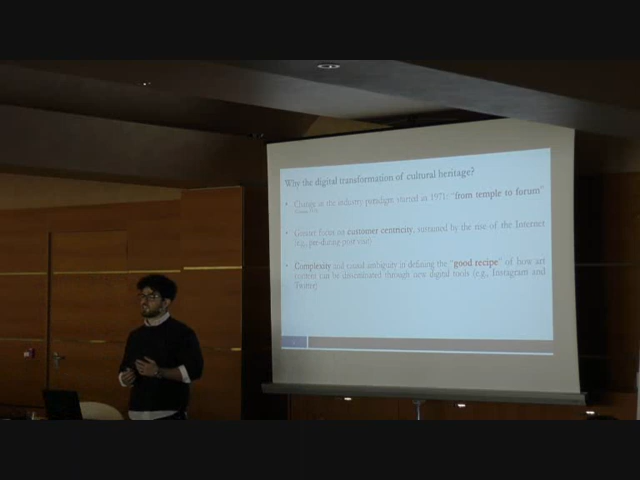 Why the digital transformation of cultural heritage?
• Change in the industry paradigm started in 1971: "from temple to forum"
• Greater focus on customer centricity, sustained by the rise of the Internet
(e.g., pre-during-post visit)
• Complexity and causal ambiguity in defining the "good recipe" of how art
content can be disseminated through new digital tools (e.g., Instagram and
Twitter)